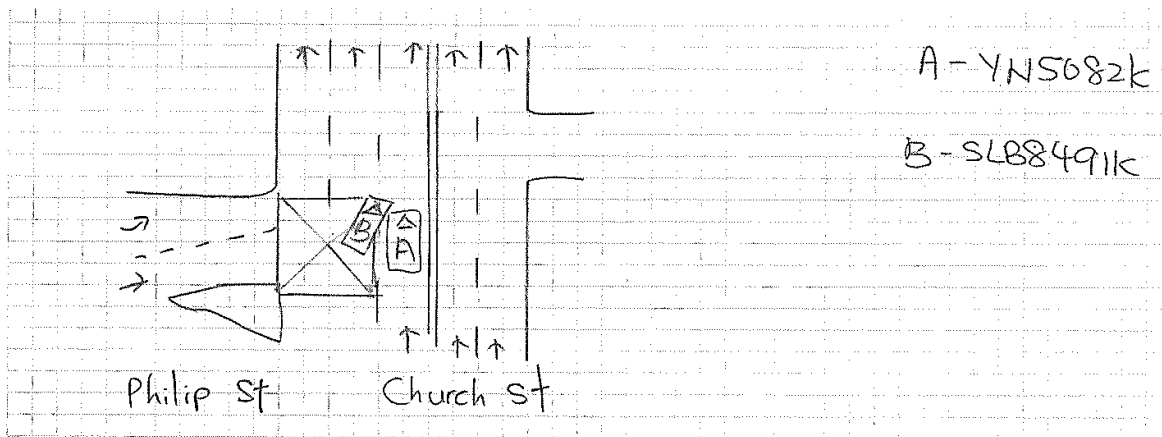 A - YN5082K
B - SLB8491K
B
A
Philip St
Church St